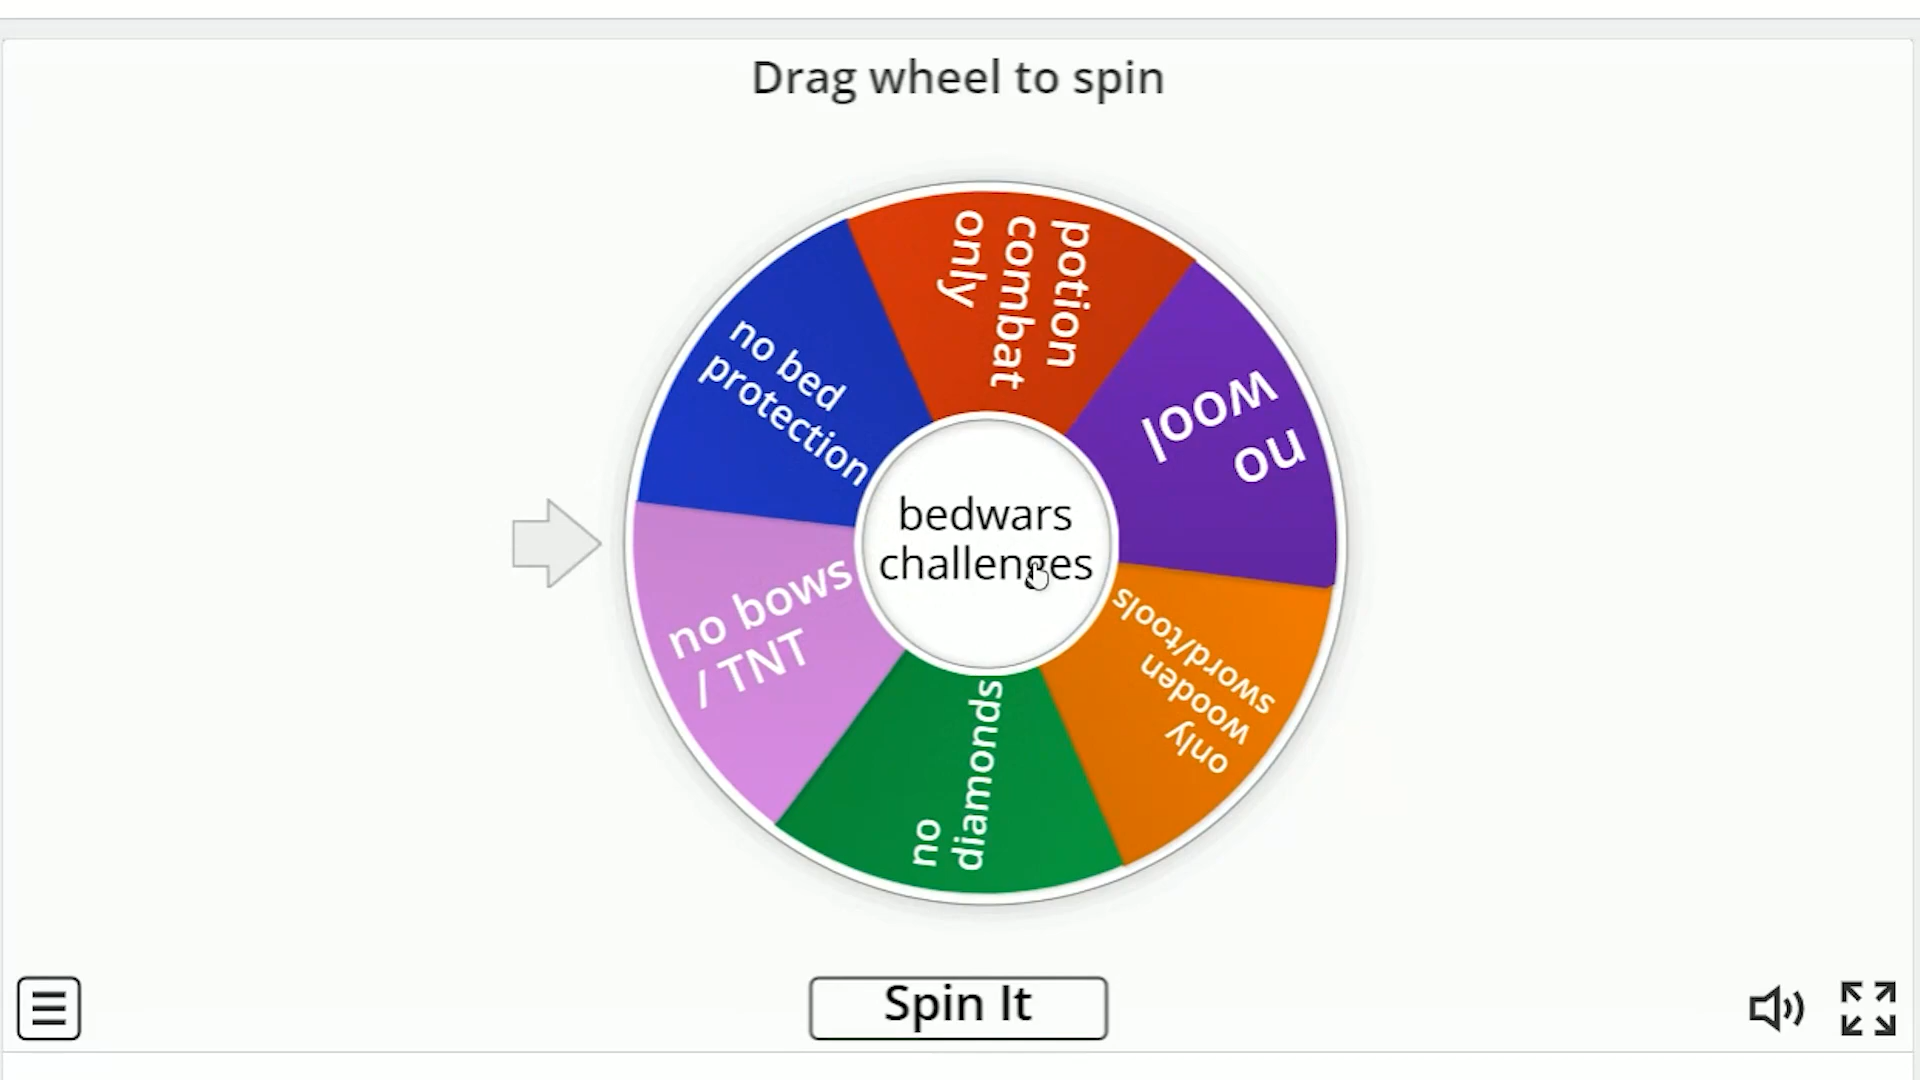 Drag wheel to spin
potion
combat
only
no
wool
only
wooden
sword/tools
no
diamonds
no bows
/ TNT
no bed
protection
bedwars
challenges
Spin It